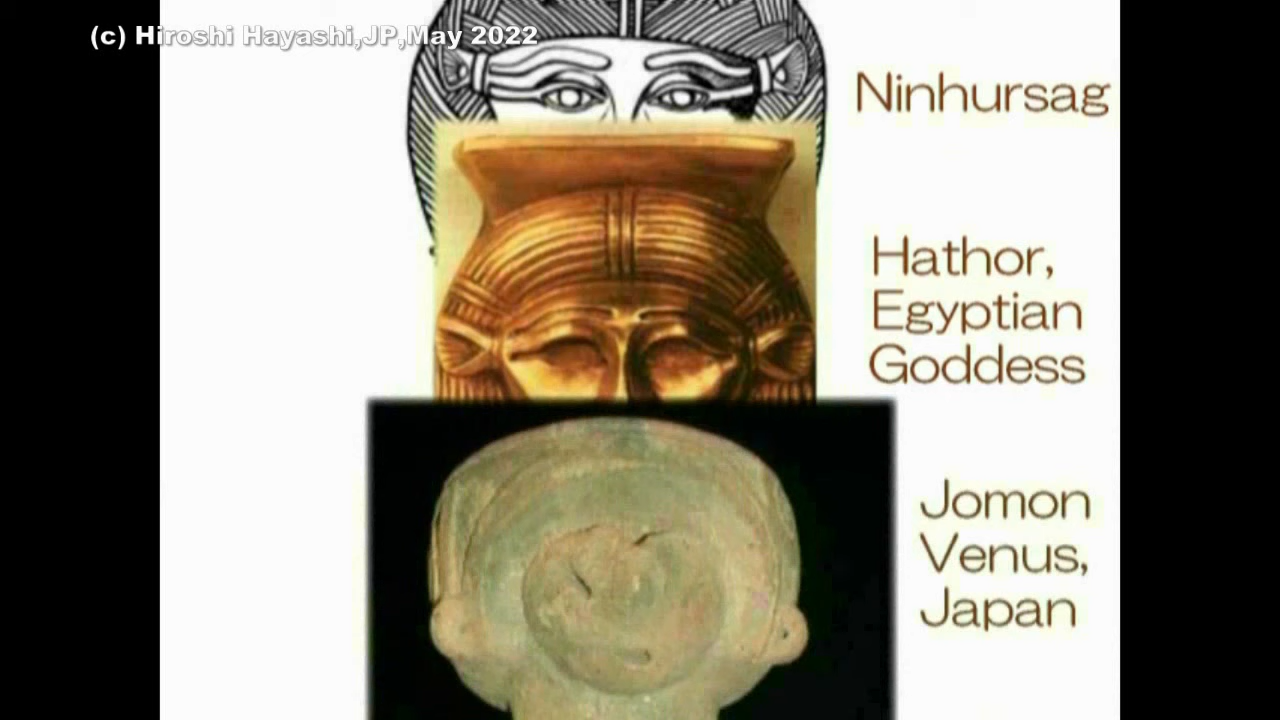 (c) Hiroshi Hayashi,JP,May 2022
Ninhursag
Hathor,
Egyptian
Goddess
Jomon
Venus,
Japan